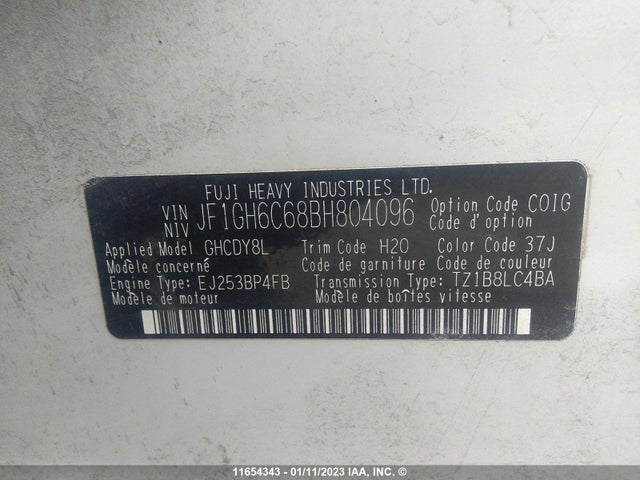 FUJI HEAVY INDUSTRIES LTD.
VIN NIV JF1GH6C68BH804096 Option Code C0IG
Code d'option
Applied Model GHCDY8L Trim Code H20 Color Code 37J
Modèle concerné Code de garniture Code de couleur
Engine Type: EJ253BP4FB Transmission Type: TZ1B8LC4BA
Modèle de moteur Modèle de boîtes vitesse
11654343 - 01/11/2023 IAA, INC. ©